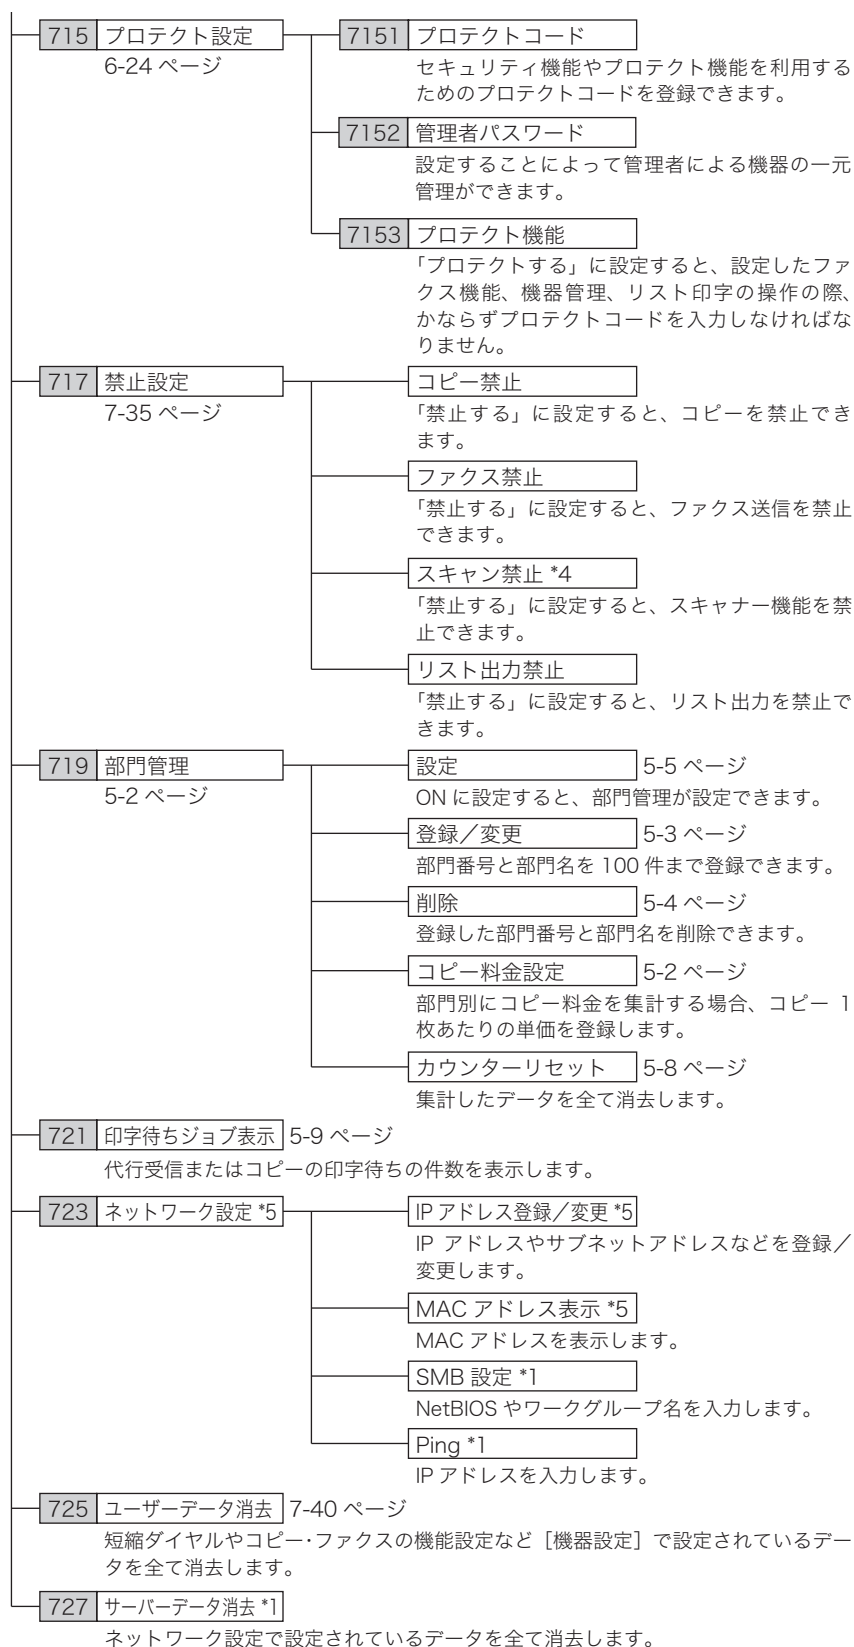 715 プロテクト設定
6-24 ページ
7151 プロテクトコード
セキュリティ機能やプロテクト機能を利用する
ためのプロテクトコードを登録できます。
7152 管理者パスワード
設定することによって管理者による機器の一元
管理ができます。
7153 プロテクト機能
「プロテクトする」に設定すると、設定したファ
クス機能、機器管理、リスト印字の操作の際、
かならずプロテクトコードを入力しなければな
りません。
717 禁止設定
7-35 ページ
コピー禁止
「禁止する」に設定すると、コピーを禁止でき
ます。
ファクス禁止
「禁止する」に設定すると、ファクス送信を禁止
できます。
スキャン禁止 *4
「禁止する」に設定すると、スキャナー機能を禁
止できます。
リスト出力禁止
「禁止する」に設定すると、リスト出力を禁止で
きます。
719 部門管理
5-2 ページ
設定 5-5 ページ
ON に設定すると、部門管理が設定できます。
登録／変更 5-3 ページ
部門番号と部門名を 100 件まで登録できます。
削除 5-4 ページ
登録した部門番号と部門名を削除できます。
コピー料金設定 5-2 ページ
部門別にコピー料金を集計する場合、コピー 1
枚あたりの単価を登録します。
カウンターリセット 5-8 ページ
集計したデータを全て消去します。
721 印字待ちジョブ表示 5-9 ページ
代行受信またはコピーの印字待ちの件数を表示します。
723 ネットワーク設定 *5
IP アドレス登録／変更 *5
IP アドレスやサブネットアドレスなどを登録／
変更します。
MAC アドレス表示 *5
MAC アドレスを表示します。
SMB 設定 *1
NetBIOS やワークグループ名を入力します。
Ping *1
IP アドレスを入力します。
725 ユーザーデータ消去 7-40 ページ
短縮ダイヤルやコピー・ファクスの機能設定など［機器設定］で設定されているデー
タを全て消去します。
727 サーバーデータ消去 *1
ネットワーク設定で設定されているデータを全て消去します。